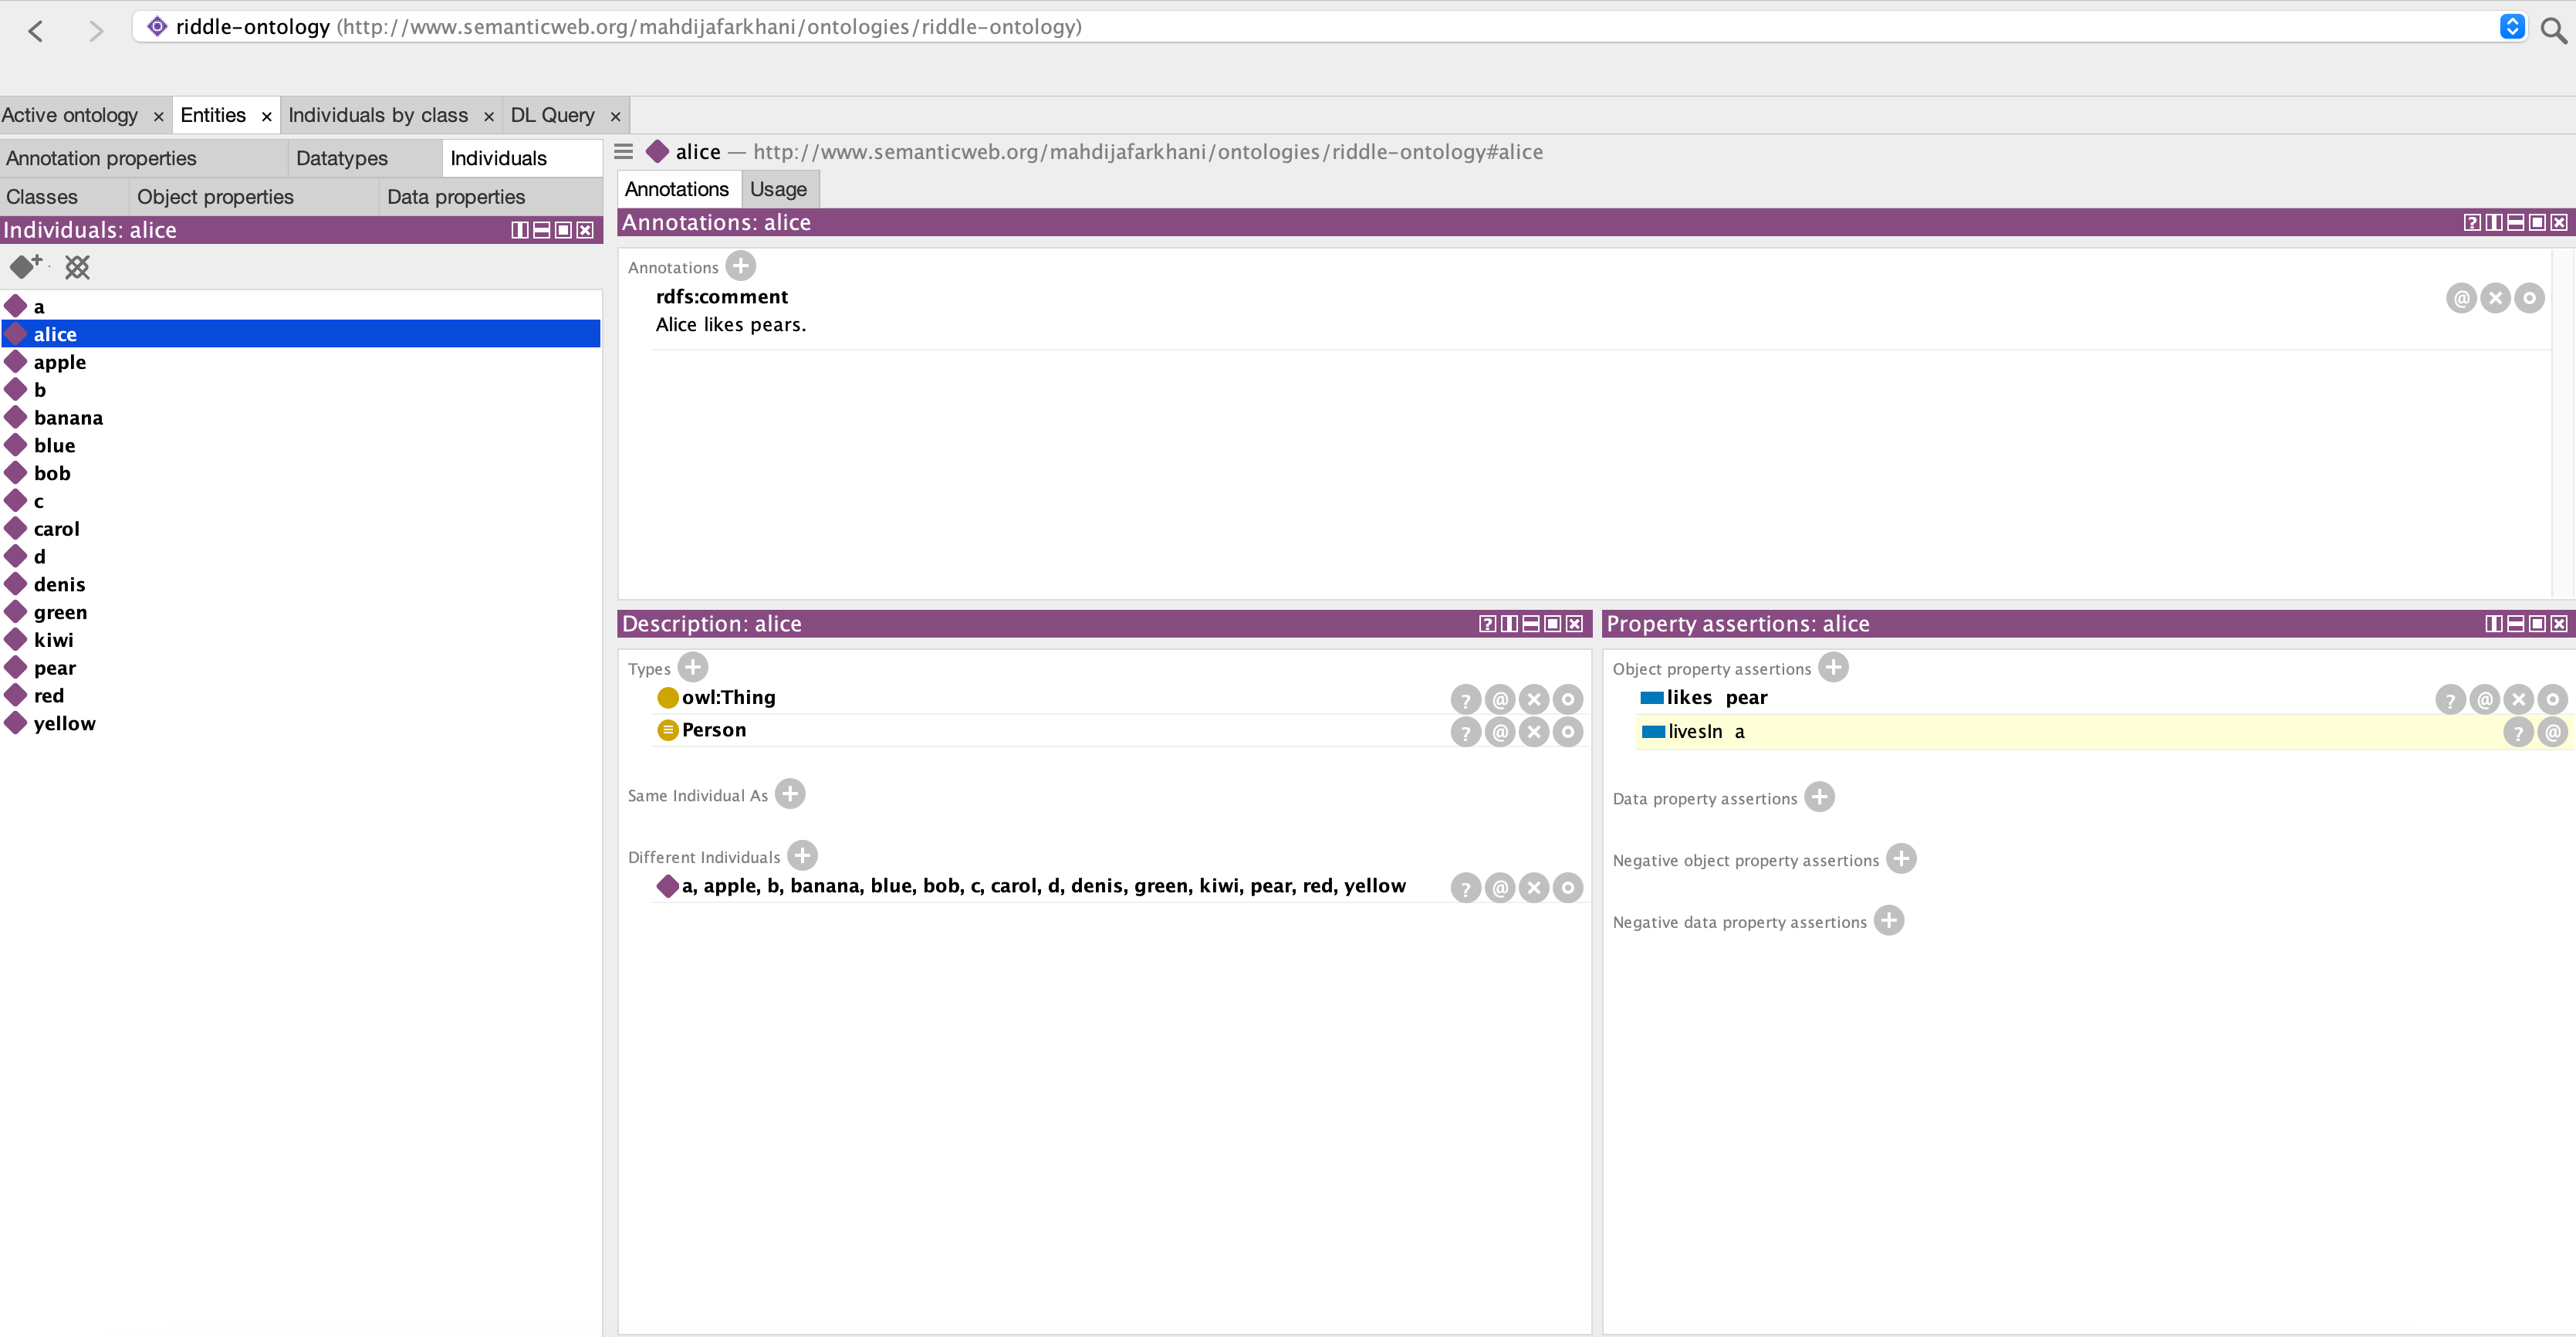 riddle-ontology (http://www.semanticweb.org/mahdijafarkhani/ontologies/riddle-ontology)
Active ontology × Entities × Individuals by class × DL Query ×
Annotation properties Datatypes Individuals
Classes Object properties Data properties
Individuals: alice
a
alice
apple
b
banana
blue
bob
c
carol
d
denis
green
kiwi
pear
red
yellow
alice — http://www.semanticweb.org/mahdijafarkhani/ontologies/riddle-ontology#alice
Annotations Usage
Annotations: alice
Annotations
rdfs:comment
Alice likes pears.
Description: alice
Types
owl:Thing
Person
Same Individual As
Different Individuals
a, apple, b, banana, blue, bob, c, carol, d, denis, green, kiwi, pear, red, yellow
Property assertions: alice
Object property assertions
likes pear
livesIn a
Data property assertions
Negative object property assertions
Negative data property assertions